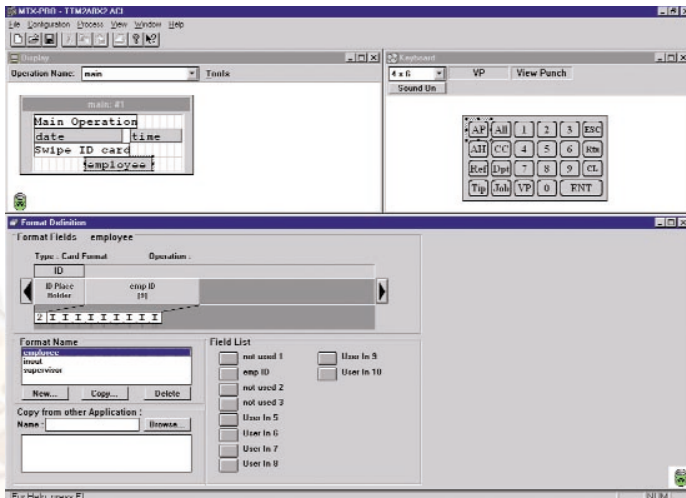 MTX-PBB - TTM2ABX2 ACI
File Configuration Process View Window Help
Display
Operation Name: main Tools
main: #1
Main Operation
date time
Swipe ID card
employee
Keyboard
4 x 6 VP View Punch
Sound On
AP All 1 2 3 ESC
AH CC 4 5 6 Rtn
Ref Dpt 7 8 9 CL
Tip Job VP 0 ENT
Format Definition
Format Fields employee
Type : Card Format Operation :
ID
ID Place Holder
emp ID
[9]
2 I I I I I I I I I
Format Name
employee
inout
supervisor
New... Copy... Delete
Copy from other Application :
Name : Browse...
Field List
not used 1
emp ID
not used 2
not used 3
User In 5
User In 6
User In 7
User In 8
User In 9
User In 10
For Help, press F1
NUM